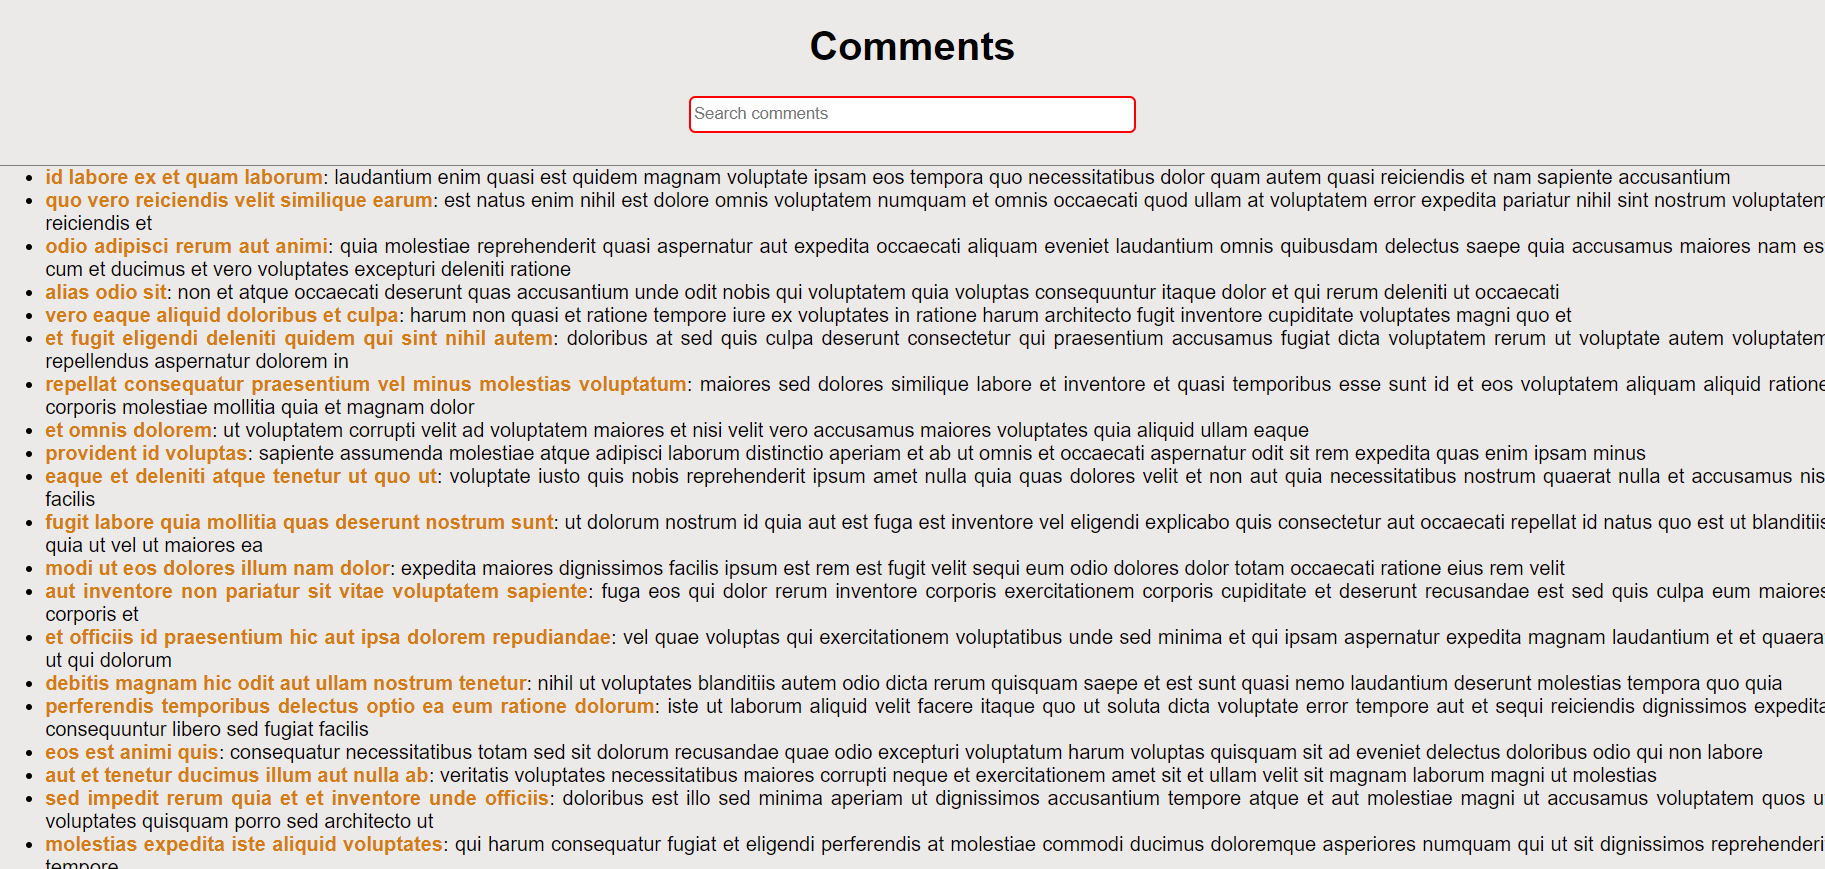 Comments
Search comments
id labore ex et quam laborum: laudantium enim quasi est quidem magnam voluptate ipsam eos tempora quo necessitatibus dolor quam autem quasi reiciendis et nam sapiente accusantium
quo vero reiciendis velit similique earum: est natus enim nihil est dolore omnis voluptatem numquam et omnis occaecati quod ullam at voluptatem error expedita pariatur nihil sint nostrum voluptatem
reiciendis et
odio adipisci rerum aut animi: quia molestiae reprehenderit quasi aspernatur aut expedita occaecati aliquam eveniet laudantium omnis quibusdam delectus saepe quia accusamus maiores nam es
cum et ducimus et vero voluptates excepturi deleniti ratione
alias odio sit: non et atque occaecati deserunt quas accusantium unde odit nobis qui voluptatem quia voluptas consequuntur itaque dolor et qui rerum deleniti ut occaecati
vero eaque aliquid doloribus et culpa: harum non quasi et ratione tempore iure ex voluptates in ratione harum architecto fugit inventore cupiditate voluptates magni quo et
et fugit eligendi deleniti quidem qui sint nihil autem: doloribus at sed quis culpa deserunt consectetur qui praesentium accusamus fugiat dicta voluptatem rerum ut voluptate autem voluptatem
repellendus aspernatur dolorem in
repellat consequatur praesentium vel minus molestias voluptatum: maiores sed dolores similique labore et inventore et quasi temporibus esse sunt id et eos voluptatem aliquam aliquid ratione
corporis molestiae mollitia quia et magnam dolor
et omnis dolorem: ut voluptatem corrupti velit ad voluptatem maiores et nisi velit vero accusamus maiores voluptates quia aliquid ullam eaque
provident id voluptas: sapiente assumenda molestiae atque adipisci laborum distinctio aperiam et ab ut omnis et occaecati aspernatur odit sit rem expedita quas enim ipsam minus
eaque et deleniti atque tenetur ut quo ut: voluptate iusto quis nobis reprehenderit ipsum amet nulla quia quas dolores velit et non aut quia necessitatibus nostrum quaerat nulla et accusamus nis
facilis
fugit labore quia mollitia quas deserunt nostrum sunt: ut dolorum nostrum id quia aut est fuga est inventore vel eligendi explicabo quis consectetur aut occaecati repellat id natus quo est ut blanditiis
quia ut vel ut maiores ea
modi ut eos dolores illum nam dolor: expedita maiores dignissimos facilis ipsum est rem est fugit velit sequi eum odio dolores dolor totam occaecati ratione eius rem velit
aut inventore non pariatur sit vitae voluptatem sapiente: fuga eos qui dolor rerum inventore corporis exercitationem corporis cupiditate et deserunt recusandae est sed quis culpa eum maiores
corporis et
et officiis id praesentium hic aut ipsa dolorem repudiandae: vel quae voluptas qui exercitationem voluptatibus unde sed minima et qui ipsam aspernatur expedita magnam laudantium et et quaera
ut qui dolorum
debitis magnam hic odit aut ullam nostrum tenetur: nihil ut voluptates blanditiis autem odio dicta rerum quisquam saepe et est sunt quasi nemo laudantium deserunt molestias tempora quo quia
perferendis temporibus delectus optio ea eum ratione dolorum: iste ut laborum aliquid velit facere itaque quo ut soluta dicta voluptate error tempore aut et sequi reiciendis dignissimos expedita
consequuntur libero sed fugiat facilis
eos est animi quis: consequatur necessitatibus totam sed sit dolorum recusandae quae odio excepturi voluptatum harum voluptas quisquam sit ad eveniet delectus doloribus odio qui non labore
aut et tenetur ducimus illum aut nulla ab: veritatis voluptates necessitatibus maiores corrupti neque et exercitationem amet sit et ullam velit sit magnam laborum magni ut molestias
sed impedit rerum quia et et inventore unde officiis: doloribus est illo sed minima aperiam ut dignissimos accusantium tempore atque et aut molestiae magni ut accusamus voluptatem quos u
voluptates quisquam porro sed architecto ut
molestias expedita iste aliquid voluptates: qui harum consequatur fugiat et eligendi perferendis at molestiae commodi ducimus doloremque asperiores numquam qui ut sit dignissimos reprehenderi
tempore